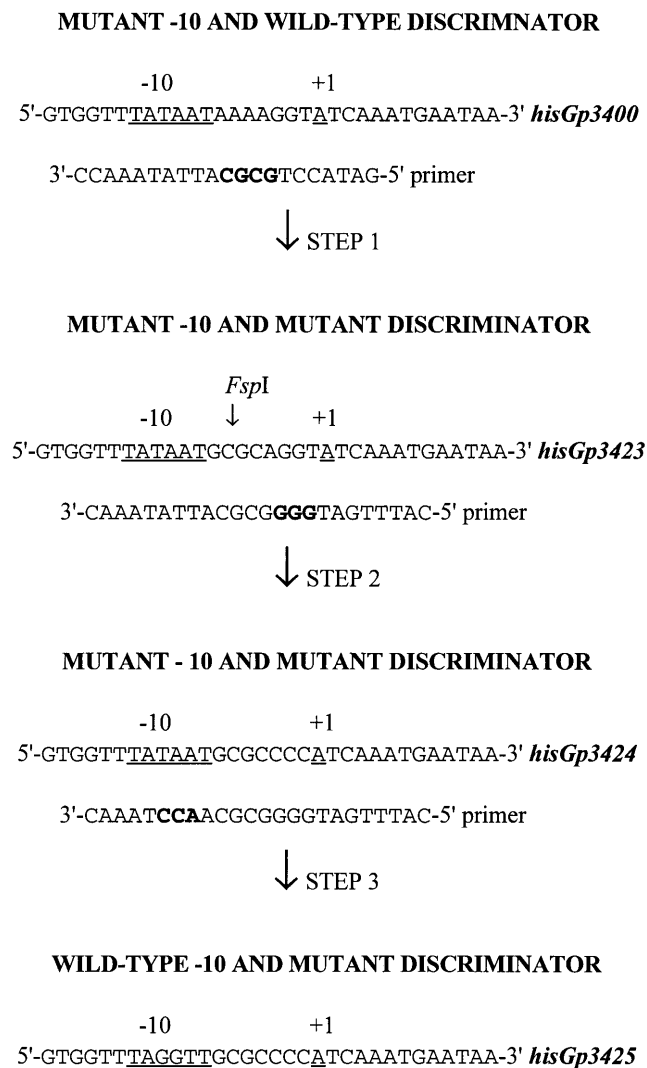 MUTANT -10 AND WILD-TYPE DISCRIMNATOR
-10 +1
5'-GTGGTTTATAATAAAAGGTATCAAATGAATAA-3' hisGp3400
3'-CCAAATATTACGCGTCCATAG-5' primer
STEP 1
MUTANT -10 AND MUTANT DISCRIMINATOR
FspI
-10 +1
5'-GTGGTTTATAATGCGCAGGTATCAAATGAATAA-3' hisGp3423
3'-CAAATATTACGCGGGGTAGTTTAC-5' primer
STEP 2
MUTANT - 10 AND MUTANT DISCRIMINATOR
-10 +1
5'-GTGGTTTATAATGCGCCCCATCAAATGAATAA-3' hisGp3424
3'-CAAATCCAACGCGGGGTAGTTTAC-5' primer
STEP 3
WILD-TYPE -10 AND MUTANT DISCRIMINATOR
-10 +1
5'-GTGGTTTAGGTTGCGCCCCATCAAATGAATAA-3' hisGp3425